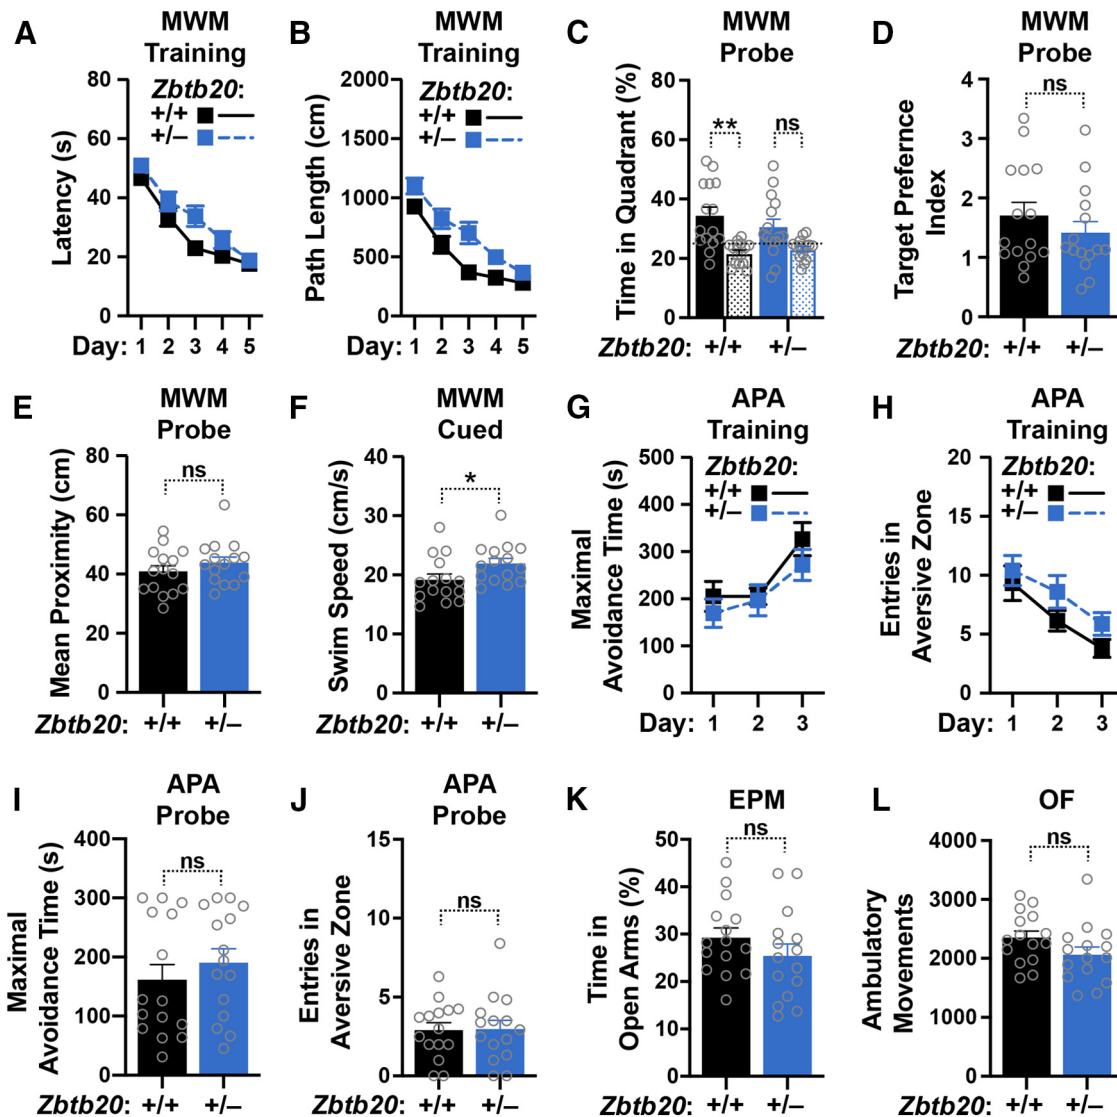 A
MWM
Training
Latency (s)
80
60
40
20
0
Zbtb20:
+/+
+/–
Day: 1 2 3 4 5
B
MWM
Training
Path Length (cm)
2000
1500
1000
500
0
Zbtb20:
+/+
+/–
Day: 1 2 3 4 5
C
MWM
Probe
Time in Quadrant (%)
80
60
40
20
0
**
ns
Zbtb20: +/+ +/–
D
MWM
Probe
Target Prefernce
Index
4
3
2
1
0
ns
Zbtb20: +/+ +/–
E
MWM
Probe
Mean Proximity (cm)
80
60
40
20
0
ns
Zbtb20: +/+ +/–
F
MWM
Cued
Swim Speed (cm/s)
40
30
20
10
0
*
Zbtb20: +/+ +/–
G
APA
Training
Maximal
Avoidance Time (s)
500
400
300
200
100
0
Zbtb20:
+/+
+/–
Day: 1 2 3
H
APA
Training
Entries in
Aversive Zone
20
15
10
5
0
Zbtb20:
+/+
+/–
Day: 1 2 3
I
APA
Probe
Maximal
Avoidance Time (s)
400
300
200
100
0
ns
Zbtb20: +/+ +/–
J
APA
Probe
Entries in
Aversive Zone
15
10
5
0
ns
Zbtb20: +/+ +/–
K
EPM
Time in
Open Arms (%)
50
40
30
20
10
0
ns
Zbtb20: +/+ +/–
L
OF
Ambulatory
Movements
4000
3000
2000
1000
0
ns
Zbtb20: +/+ +/–